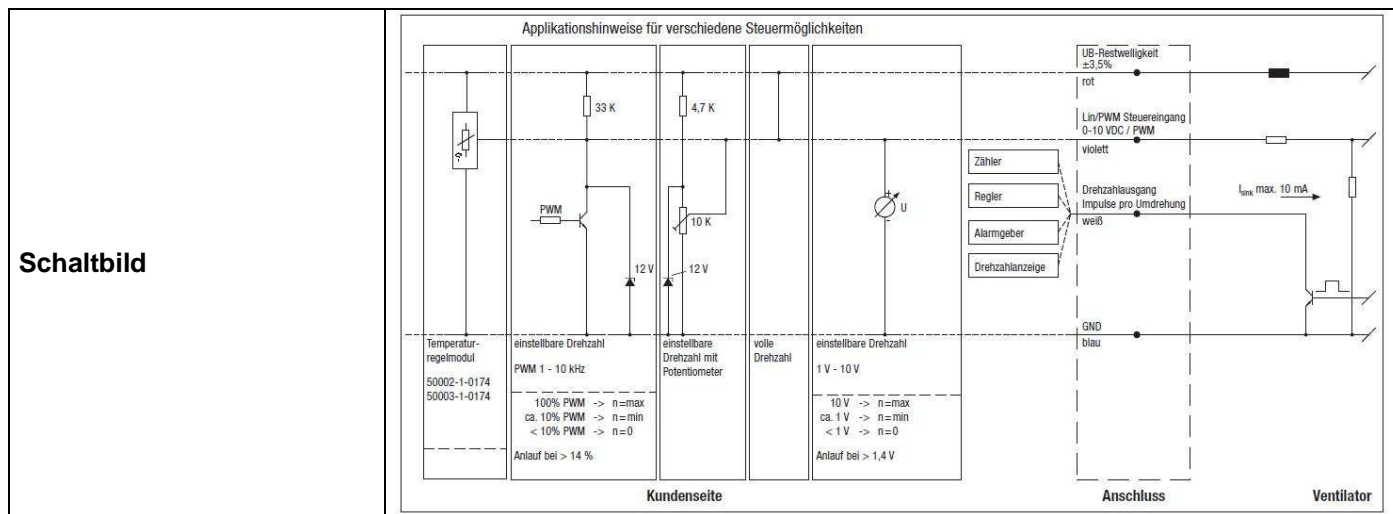 Schaltbild
Applikationshinweise für verschiedene Steuermöglichkeiten
33 K
PWM
12 V
4,7 K
10 K
12 V
U
+
-
Zähler
Regler
Alarmgeber
Drehzahlanzeige
UB-Restwelligkeit
±3,5%
rot
Lin/PWM Steuereingang
0-10 VDC / PWM
violett
Drehzahlausgang
Impulse pro Umdrehung
weiß
GND
blau
Isink max. 10 mA
Temperatur-
regelmodul
50002-1-0174
50003-1-0174
einstellbare Drehzahl
PWM 1 - 10 kHz
100% PWM -> n=max
ca. 10% PWM -> n=min
< 10% PWM -> n=0
Anlauf bei > 14 %
einstellbare
Drehzahl mit
Potentiometer
volle
Drehzahl
einstellbare Drehzahl
1 V - 10 V
10 V -> n=max
ca. 1 V -> n=min
< 1 V -> n=0
Anlauf bei > 1,4 V
Kundenseite
Anschluss
Ventilator